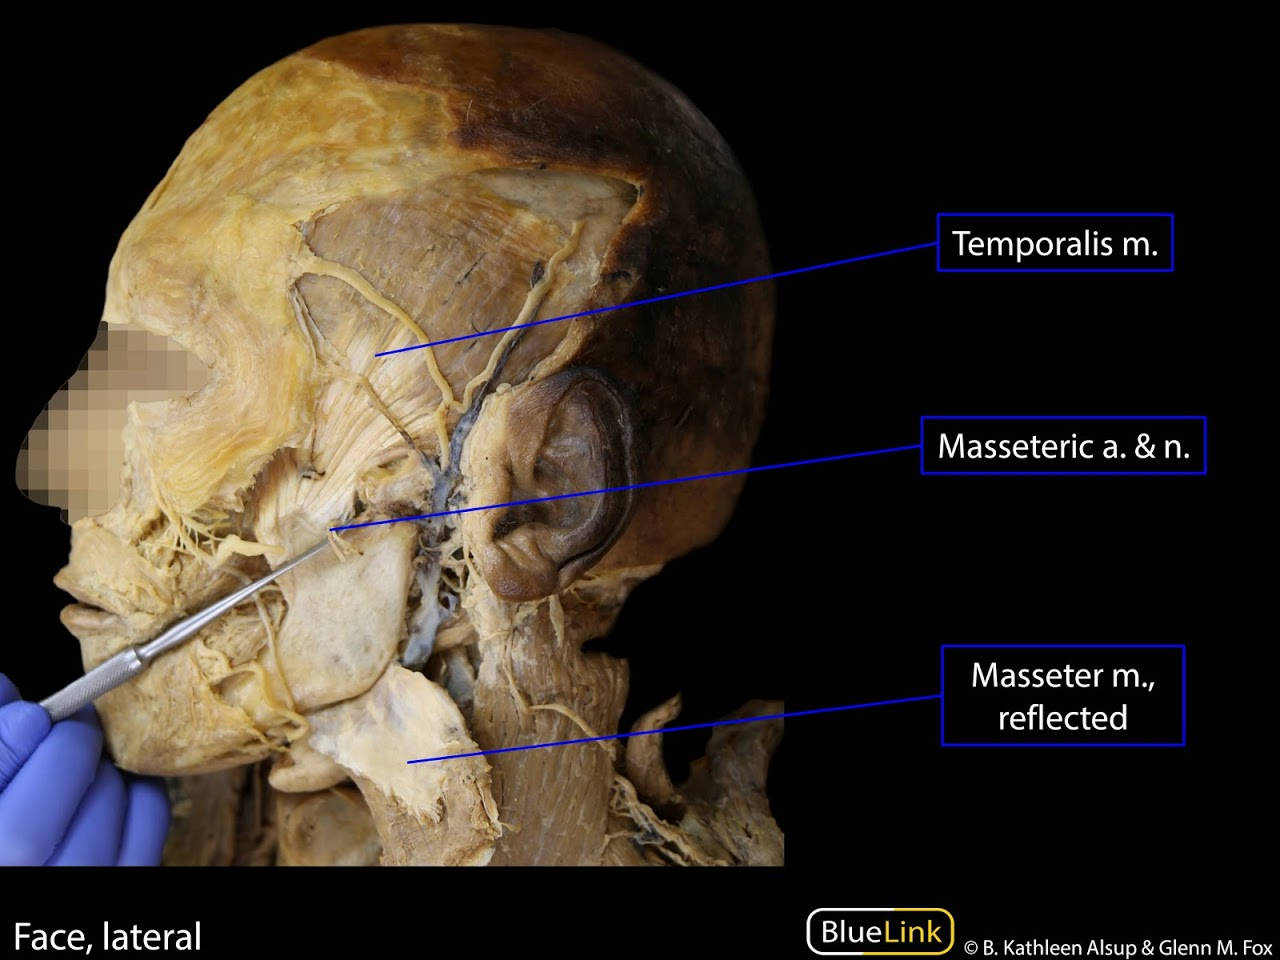 Temporalis m.
Masseteric a. & n.
Masseter m.,
reflected
Face, lateral
BlueLink
© B. Kathleen Alsup & Glenn M. Fox